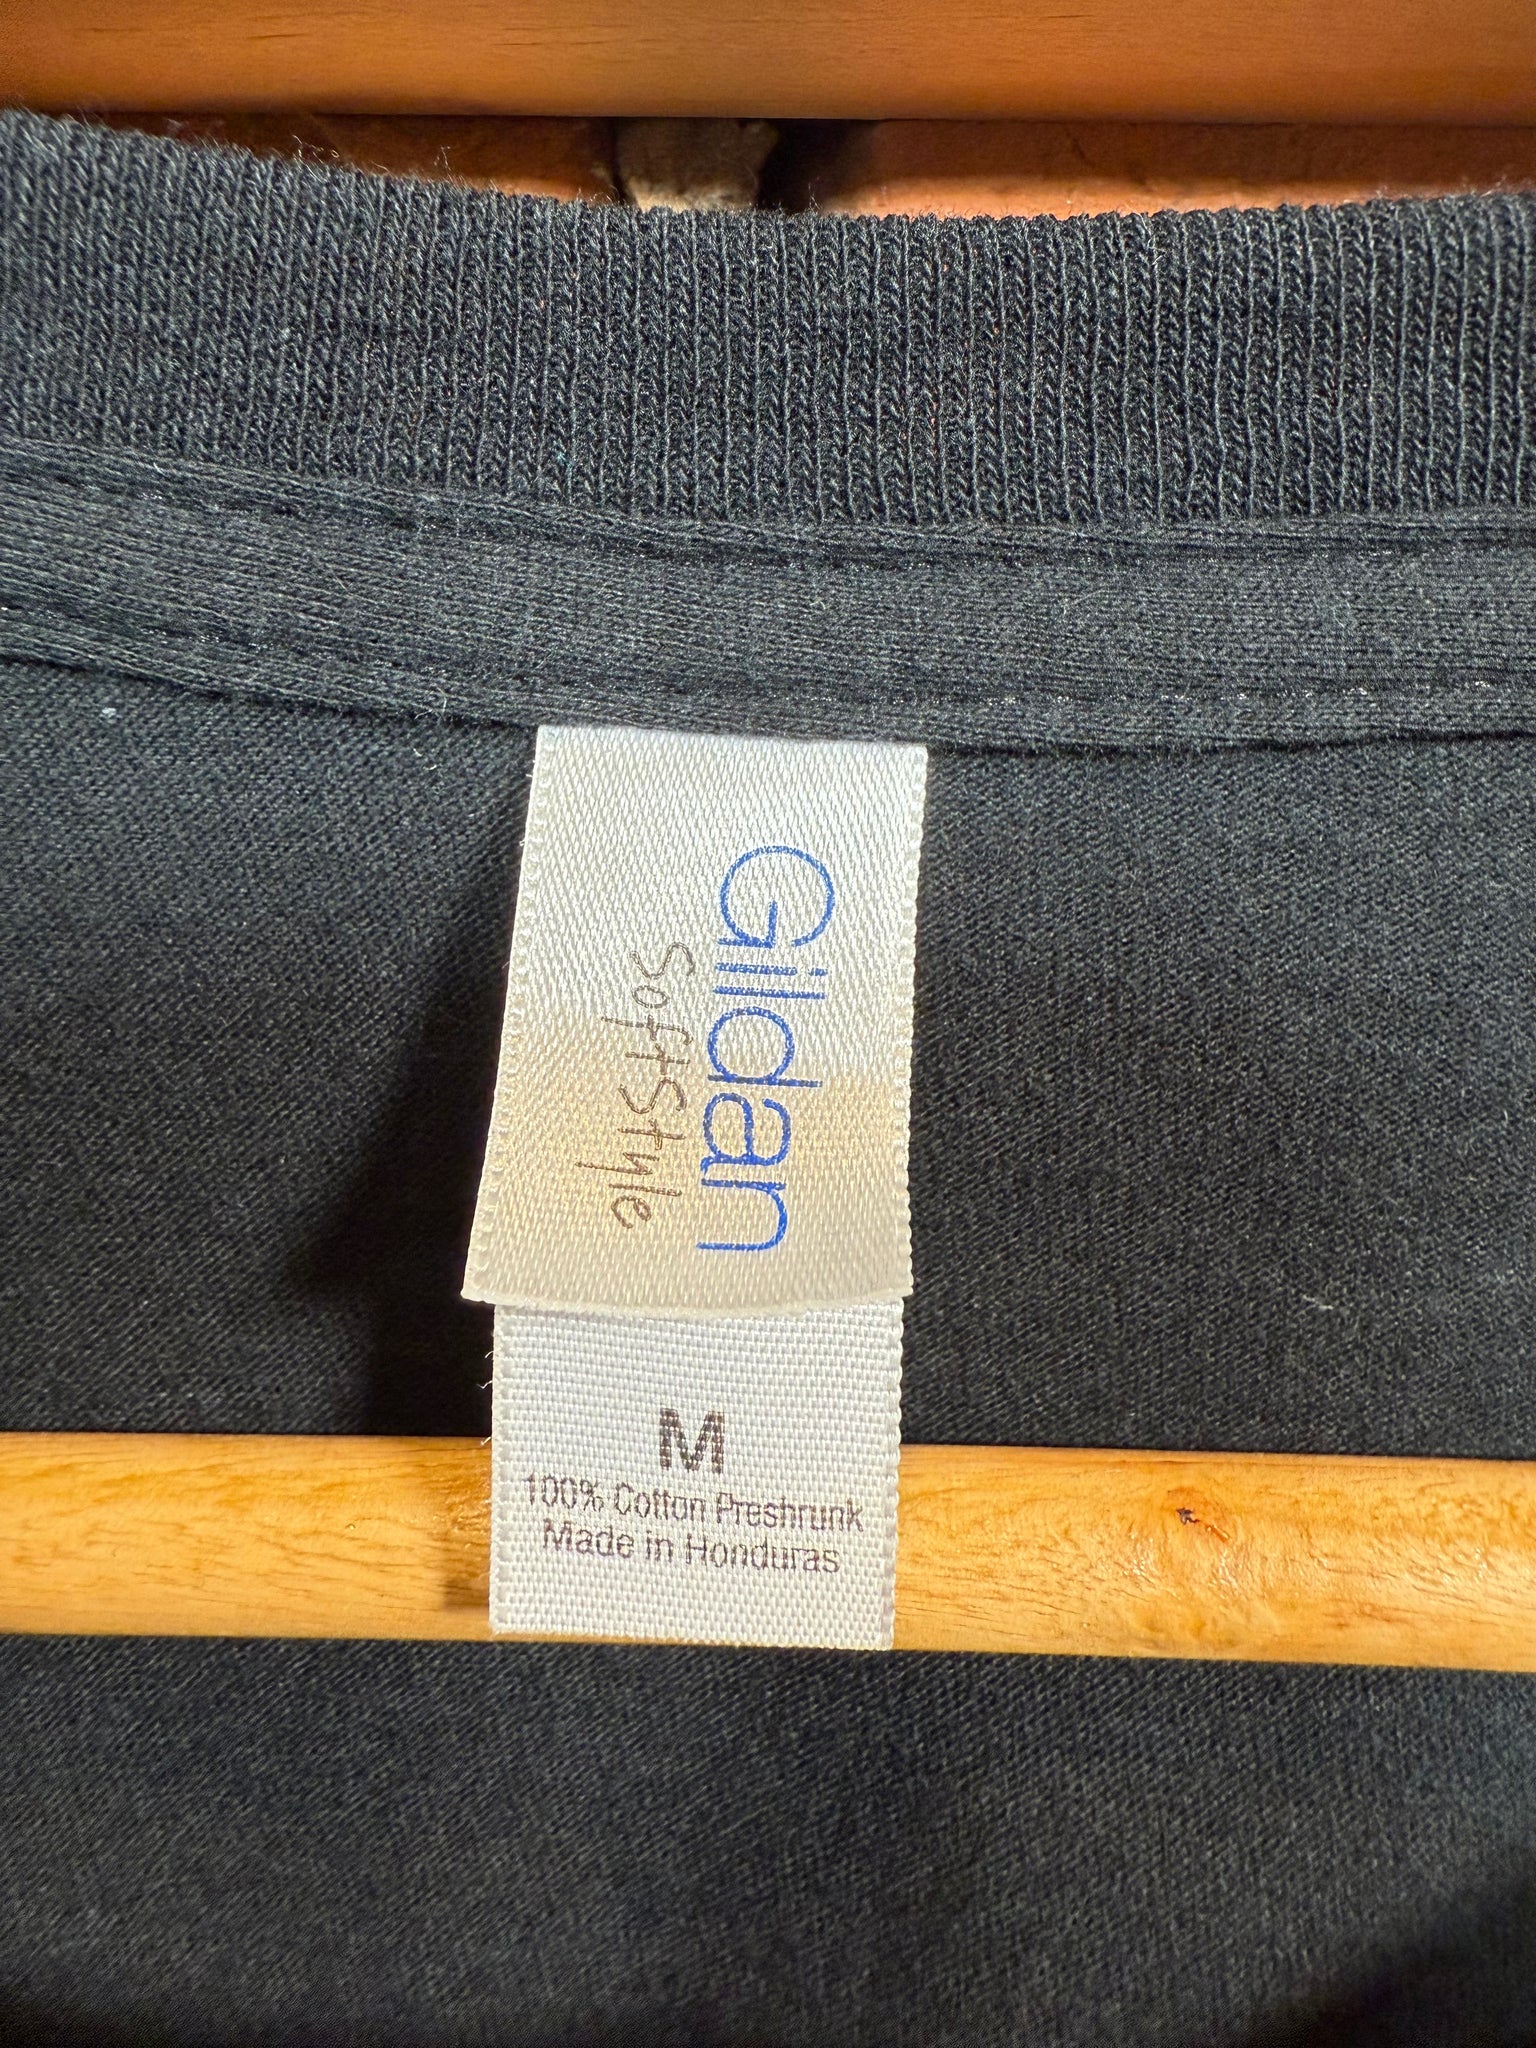 Gildan
softstyle
M
100% Cotton Preshrunk
Made in Honduras